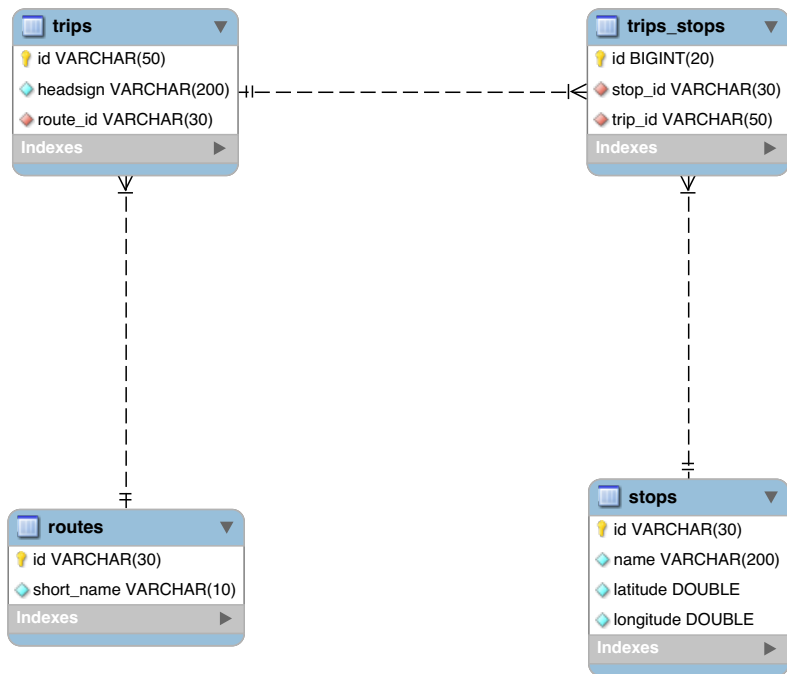 trips
id VARCHAR(50)
headsign VARCHAR(200)
route_id VARCHAR(30)
Indexes
trips_stops
id BIGINT(20)
stop_id VARCHAR(30)
trip_id VARCHAR(50)
Indexes
routes
id VARCHAR(30)
short_name VARCHAR(10)
Indexes
stops
id VARCHAR(30)
name VARCHAR(200)
latitude DOUBLE
longitude DOUBLE
Indexes